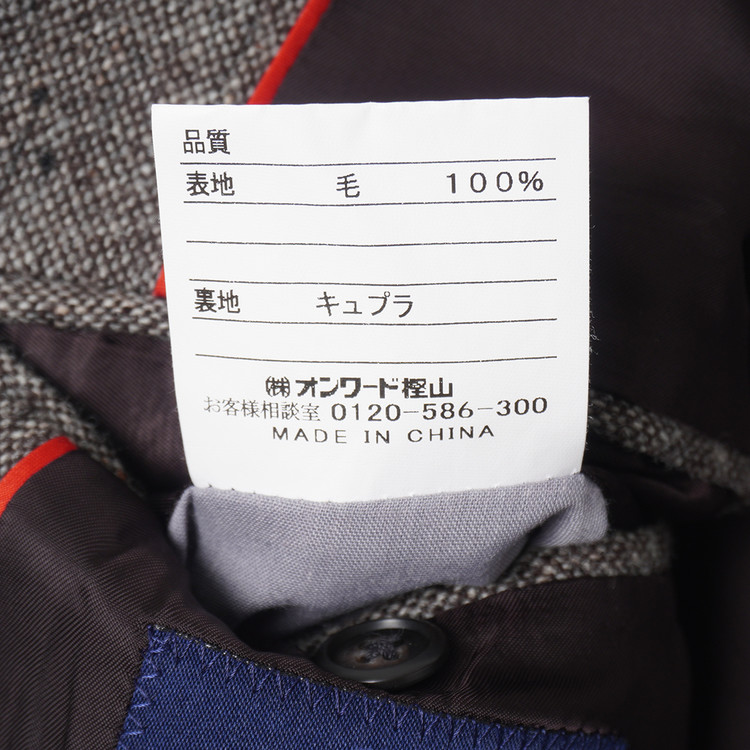 品質
表地 毛 100%
裏地 キュプラ
㈱オンワード樫山
お客様相談室 0120-586-300
MADE IN CHINA